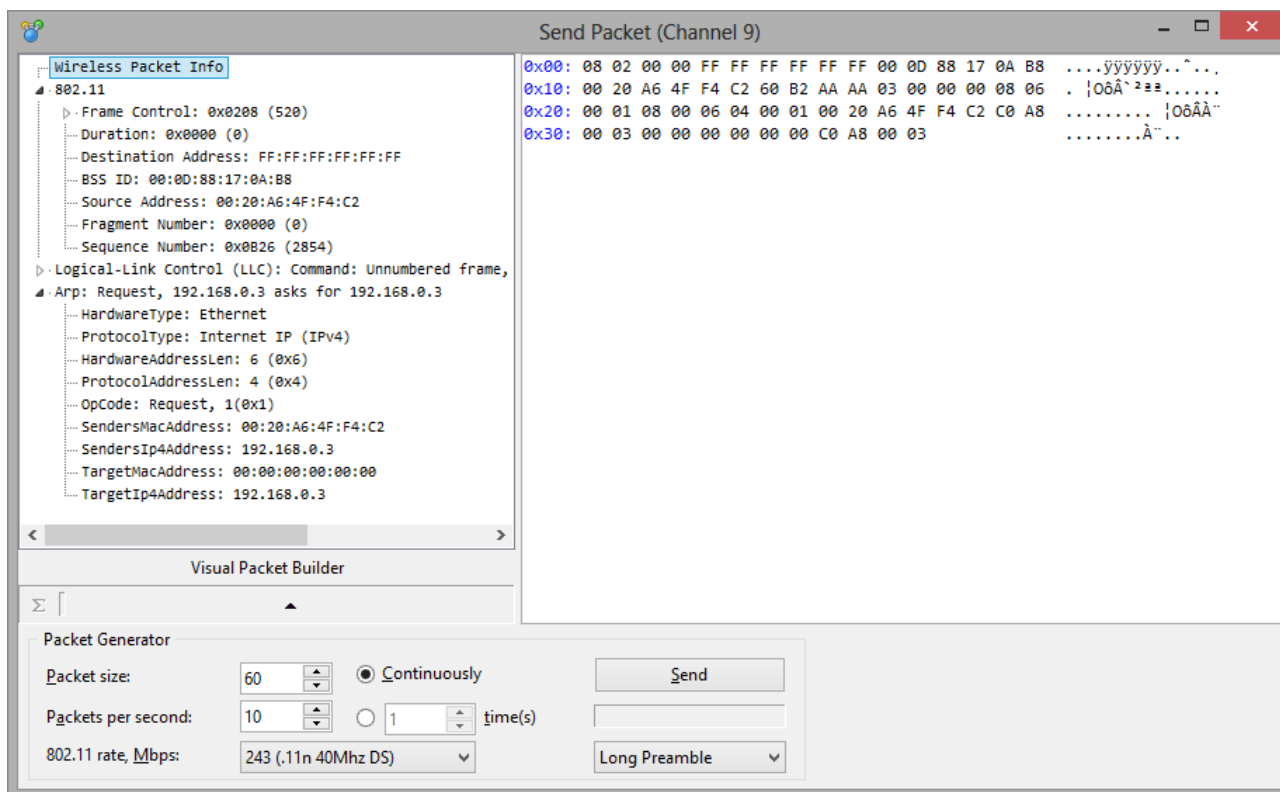 Send Packet (Channel 9)
Wireless Packet Info
802.11
Frame Control: 0x0208 (520)
Duration: 0x0000 (0)
Destination Address: FF:FF:FF:FF:FF:FF
BSS ID: 00:0D:88:17:0A:B8
Source Address: 00:20:A6:4F:F4:C2
Fragment Number: 0x0000 (0)
Sequence Number: 0x0B26 (2854)
Logical-Link Control (LLC): Command: Unnumbered frame,
Arp: Request, 192.168.0.3 asks for 192.168.0.3
HardwareType: Ethernet
ProtocolType: Internet IP (IPv4)
HardwareAddressLen: 6 (0x6)
ProtocolAddressLen: 4 (0x4)
OpCode: Request, 1(0x1)
SendersMacAddress: 00:20:A6:4F:F4:C2
SendersIp4Address: 192.168.0.3
TargetMacAddress: 00:00:00:00:00:00
TargetIp4Address: 192.168.0.3
0x00: 08 02 00 00 FF FF FF FF FF FF 00 0D 88 17 0A B8 ....ÿÿÿÿÿÿ..ˆ..¸
0x10: 00 20 A6 4F F4 C2 60 B2 AA AA 03 00 00 00 08 06 . ¦OôÂ`²ªª......
0x20: 00 01 08 00 06 04 00 01 00 20 A6 4F F4 C2 C0 A8 ......... ¦OôÂÀ¨
0x30: 00 03 00 00 00 00 00 00 C0 A8 00 03 ........À¨..
Visual Packet Builder
Σ
Packet Generator
Packet size: 60 Continuously Send
Packets per second: 10 1 time(s)
802.11 rate, Mbps: 243 (.11n 40Mhz DS) Long Preamble